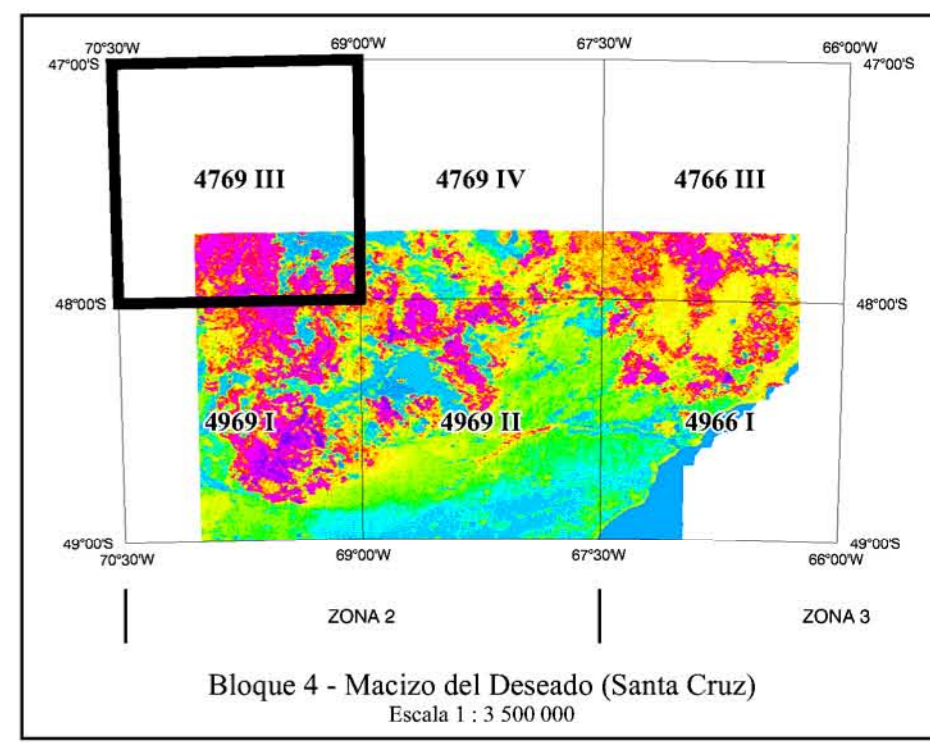 70°30'W 69°00'W 67°30'W 66°00'W
47°00'S 47°00'S
4769 III 4769 IV 4766 III
48°00'S 48°00'S
4969 I 4969 II 4966 I
49°00'S 49°00'S
70°30'W 69°00'W 67°30'W 66°00'W
ZONA 2 ZONA 3
Bloque 4 - Macizo del Deseado (Santa Cruz)
Escala 1 : 3 500 000